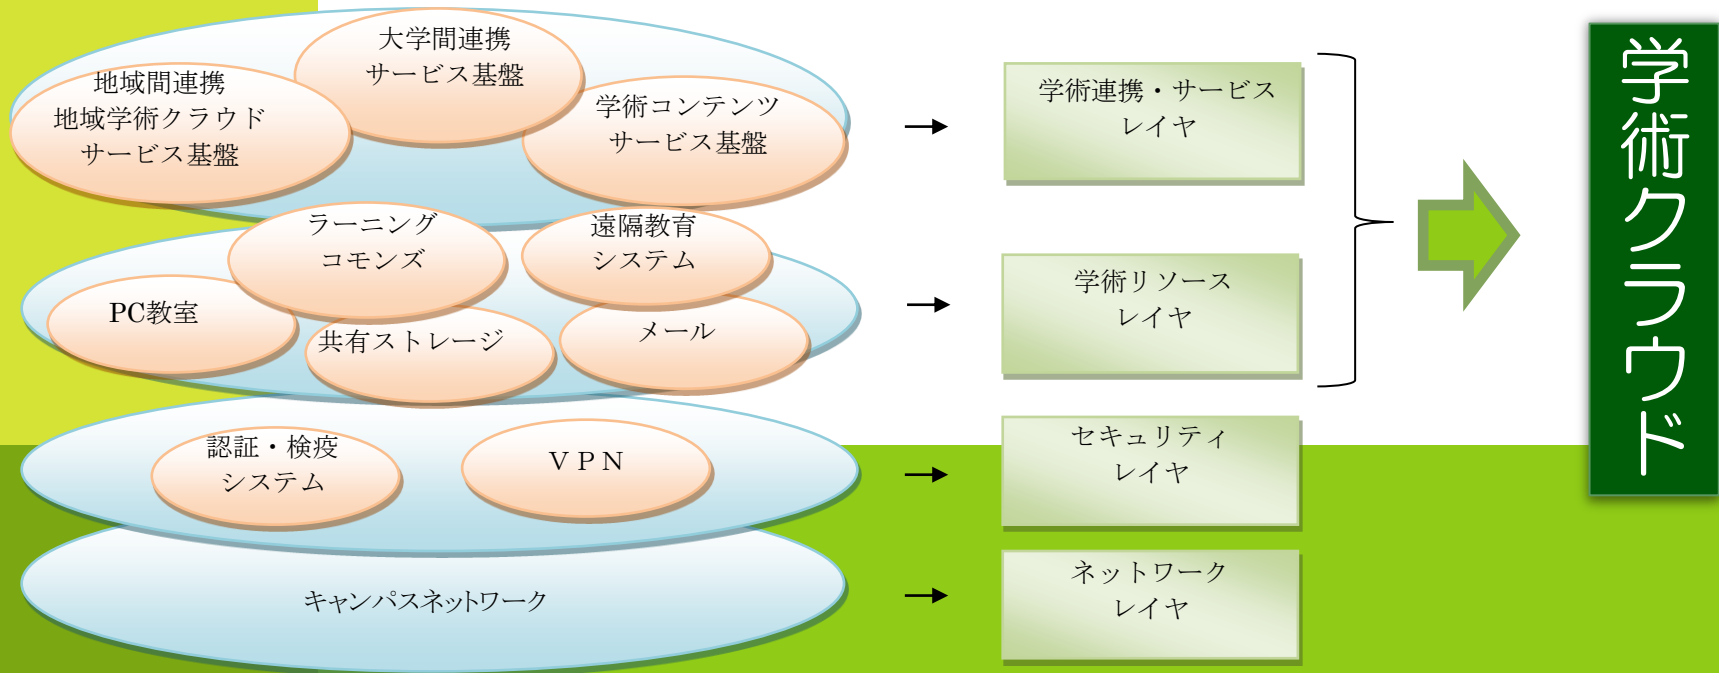 大学間連携
サービス基盤
地域間連携
地域学術クラウド
サービス基盤
学術コンテンツ
サービス基盤
学術連携・サービス
レイヤ
ラーニング
コモンズ
遠隔教育
システム
PC教室
共有ストレージ
メール
学術リソース
レイヤ
認証・検疫
システム
ＶＰＮ
セキュリティ
レイヤ
キャンパスネットワーク
ネットワーク
レイヤ
学術クラウド